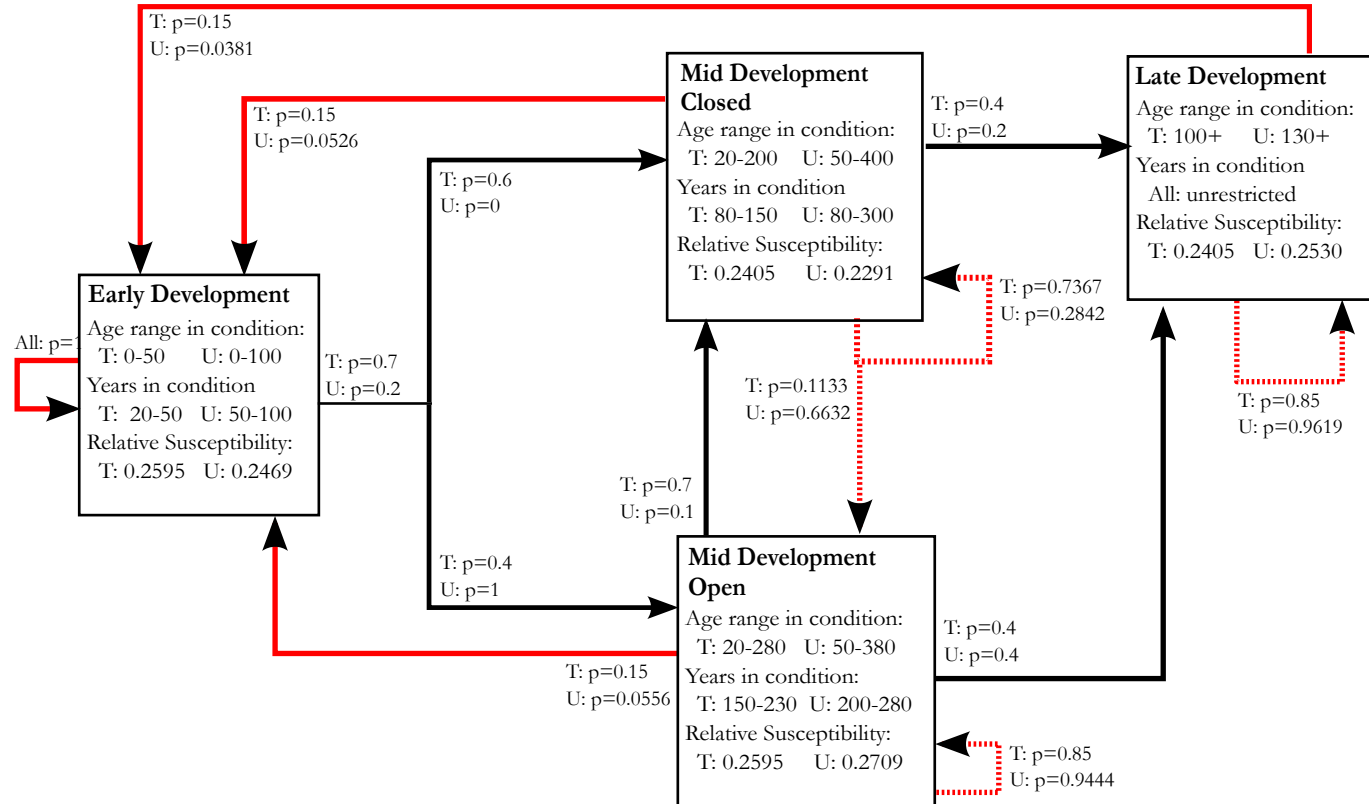 T: p=0.15
U: p=0.0381
T: p=0.15
U: p=0.0526
Mid Development
Closed
Age range in condition:
T: 20-200 U: 50-400
Years in condition
T: 80-150 U: 80-300
Relative Susceptibility:
T: 0.2405 U: 0.2291
T: p=0.4
U: p=0.2
Late Development
Age range in condition:
T: 100+ U: 130+
Years in condition
All: unrestricted
Relative Susceptibility:
T: 0.2405 U: 0.2530
T: p=0.6
U: p=0
Early Development
Age range in condition:
T: 0-50 U: 0-100
Years in condition
T: 20-50 U: 50-100
Relative Susceptibility:
T: 0.2595 U: 0.2469
All: p=1
T: p=0.7
U: p=0.2
T: p=0.7367
U: p=0.2842
T: p=0.1133
U: p=0.6632
T: p=0.85
U: p=0.9619
T: p=0.7
U: p=0.1
T: p=0.4
U: p=1
Mid Development
Open
Age range in condition:
T: 20-280 U: 50-380
Years in condition:
T: 150-230 U: 200-280
Relative Susceptibility:
T: 0.2595 U: 0.2709
T: p=0.15
U: p=0.0556
T: p=0.4
U: p=0.4
T: p=0.85
U: p=0.9444